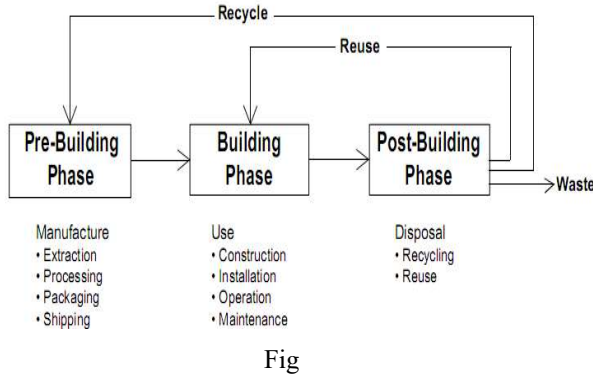 Recycle
Reuse
Pre-Building
Phase
Building
Phase
Post-Building
Phase
Waste
Manufacture
• Extraction
• Processing
• Packaging
• Shipping
Use
• Construction
• Installation
• Operation
• Maintenance
Disposal
• Recycling
• Reuse
Fig